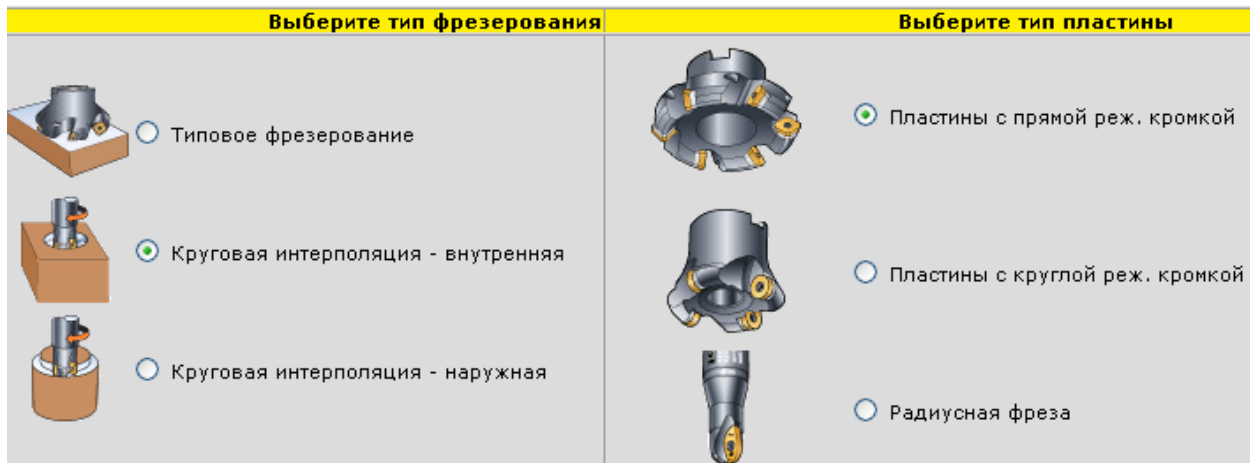 Выберите тип фрезерования
Типовое фрезерование
Круговая интерполяция - внутренняя
Круговая интерполяция - наружная
Выберите тип пластины
Пластины с прямой реж. кромкой
Пластины с круглой реж. кромкой
Радиусная фреза